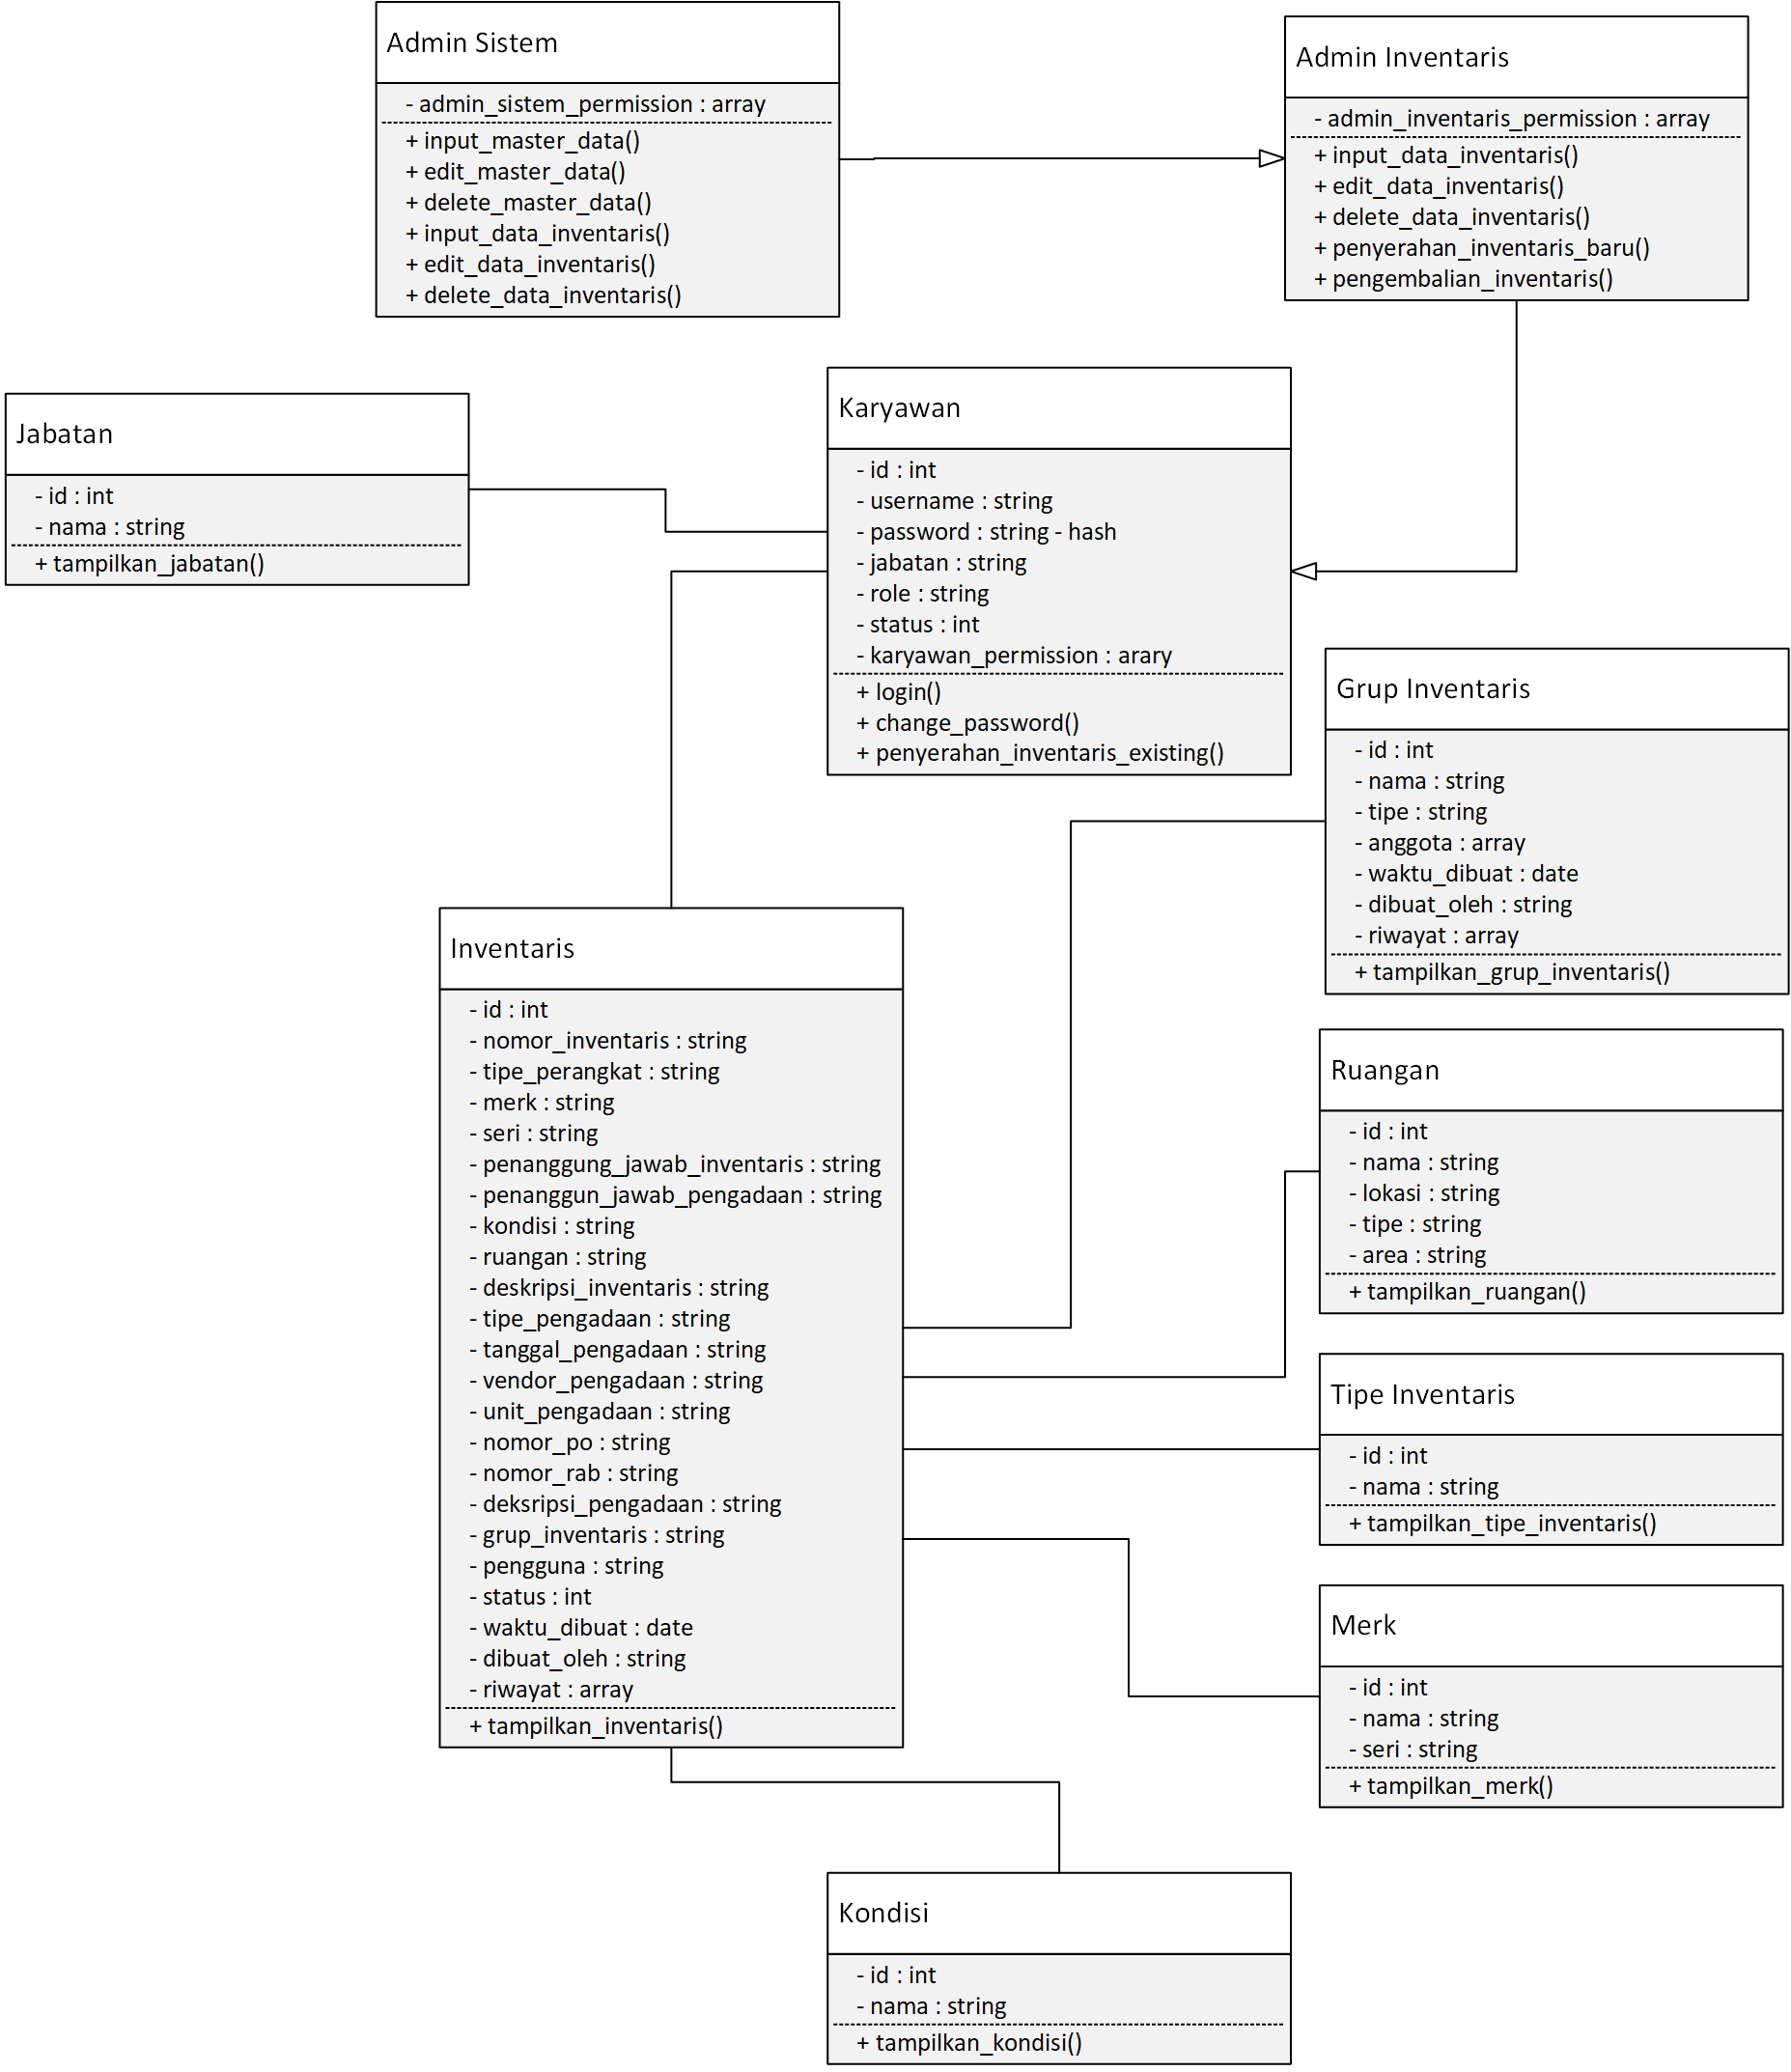 Admin Sistem
- admin_sistem_permission : array
+ input_master_data()
+ edit_master_data()
+ delete_master_data()
+ input_data_inventaris()
+ edit_data_inventaris()
+ delete_data_inventaris()
Admin Inventaris
- admin_inventaris_permission : array
+ input_data_inventaris()
+ edit_data_inventaris()
+ delete_data_inventaris()
+ penyerahan_inventaris_baru()
+ pengembalian_inventaris()
Jabatan
- id : int
- nama : string
+ tampilkan_jabatan()
Karyawan
- id : int
- username : string
- password : string - hash
- jabatan : string
- role : string
- status : int
- karyawan_permission : arary
+ login()
+ change_password()
+ penyerahan_inventaris_existing()
Grup Inventaris
- id : int
- nama : string
- tipe : string
- anggota : array
- waktu_dibuat : date
- dibuat_oleh : string
- riwayat : array
+ tampilkan_grup_inventaris()
Inventaris
- id : int
- nomor_inventaris : string
- tipe_perangkat : string
- merk : string
- seri : string
- penanggung_jawab_inventaris : string
- penanggun_jawab_pengadaan : string
- kondisi : string
- ruangan : string
- deskripsi_inventaris : string
- tipe_pengadaan : string
- tanggal_pengadaan : string
- vendor_pengadaan : string
- unit_pengadaan : string
- nomor_po : string
- nomor_rab : string
- deksripsi_pengadaan : string
- grup_inventaris : string
- pengguna : string
- status : int
- waktu_dibuat : date
- dibuat_oleh : string
- riwayat : array
+ tampilkan_inventaris()
Ruangan
- id : int
- nama : string
- lokasi : string
- tipe : string
- area : string
+ tampilkan_ruangan()
Tipe Inventaris
- id : int
- nama : string
+ tampilkan_tipe_inventaris()
Merk
- id : int
- nama : string
- seri : string
+ tampilkan_merk()
Kondisi
- id : int
- nama : string
+ tampilkan_kondisi()